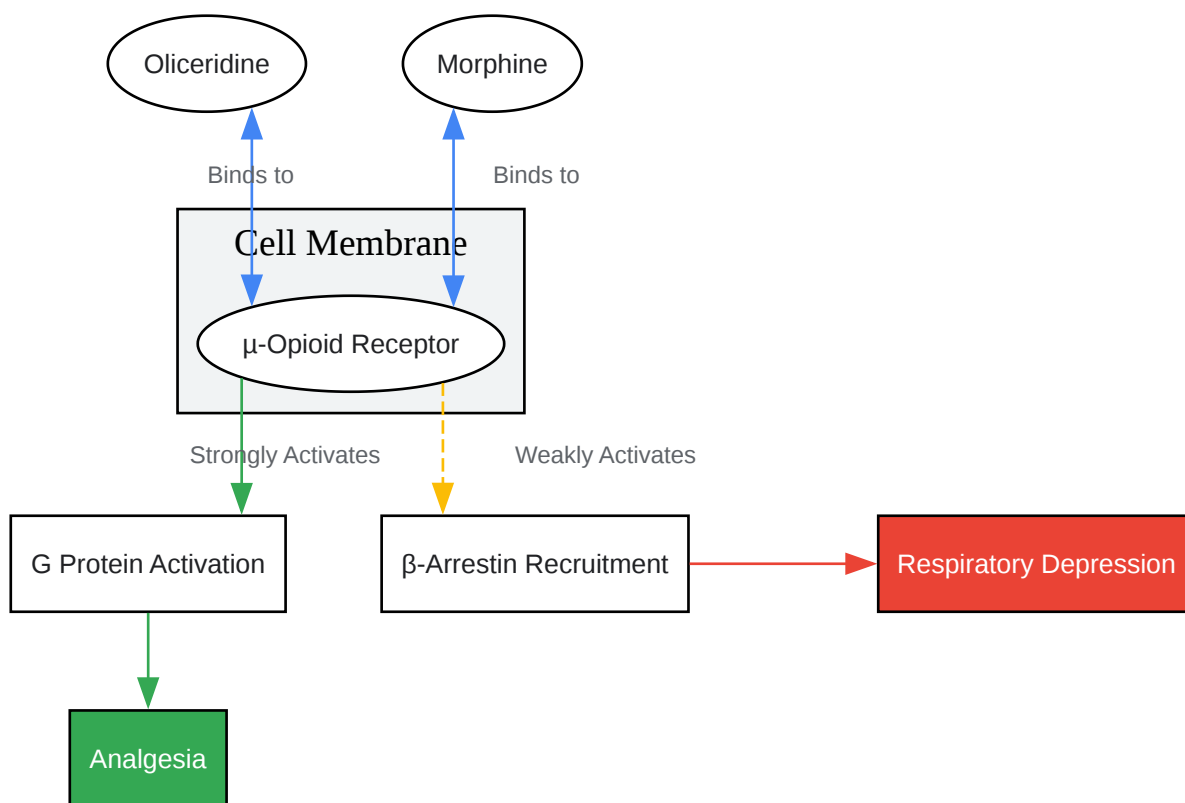 Oliceridine
Morphine
Binds to
Binds to
Cell Membrane
µ-Opioid Receptor
Strongly Activates
Weakly Activates
G Protein Activation
β-Arrestin Recruitment
Respiratory Depression
Analgesia